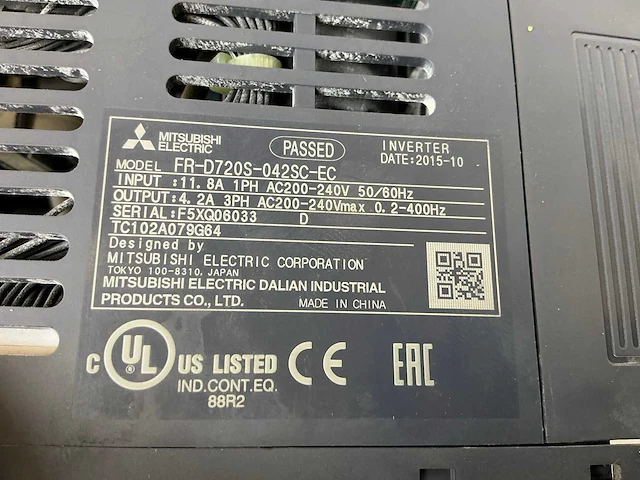 MITSUBISHI
ELECTRIC
PASSED
INVERTER
DATE:2015-10
MODEL FR-D720S-042SC-EC
INPUT :11.8A 1PH AC200-240V 50/60Hz
OUTPUT:4.2A 3PH AC200-240Vmax 0.2-400Hz
SERIAL:F5XQ06033 D
TC102A079G64
Designed by
MITSUBISHI ELECTRIC CORPORATION
TOKYO 100-8310, JAPAN
MITSUBISHI ELECTRIC DALIAN INDUSTRIAL
PRODUCTS CO., LTD. MADE IN CHINA
C UL US LISTED CE EAC
IND.CONT.EQ.
88R2